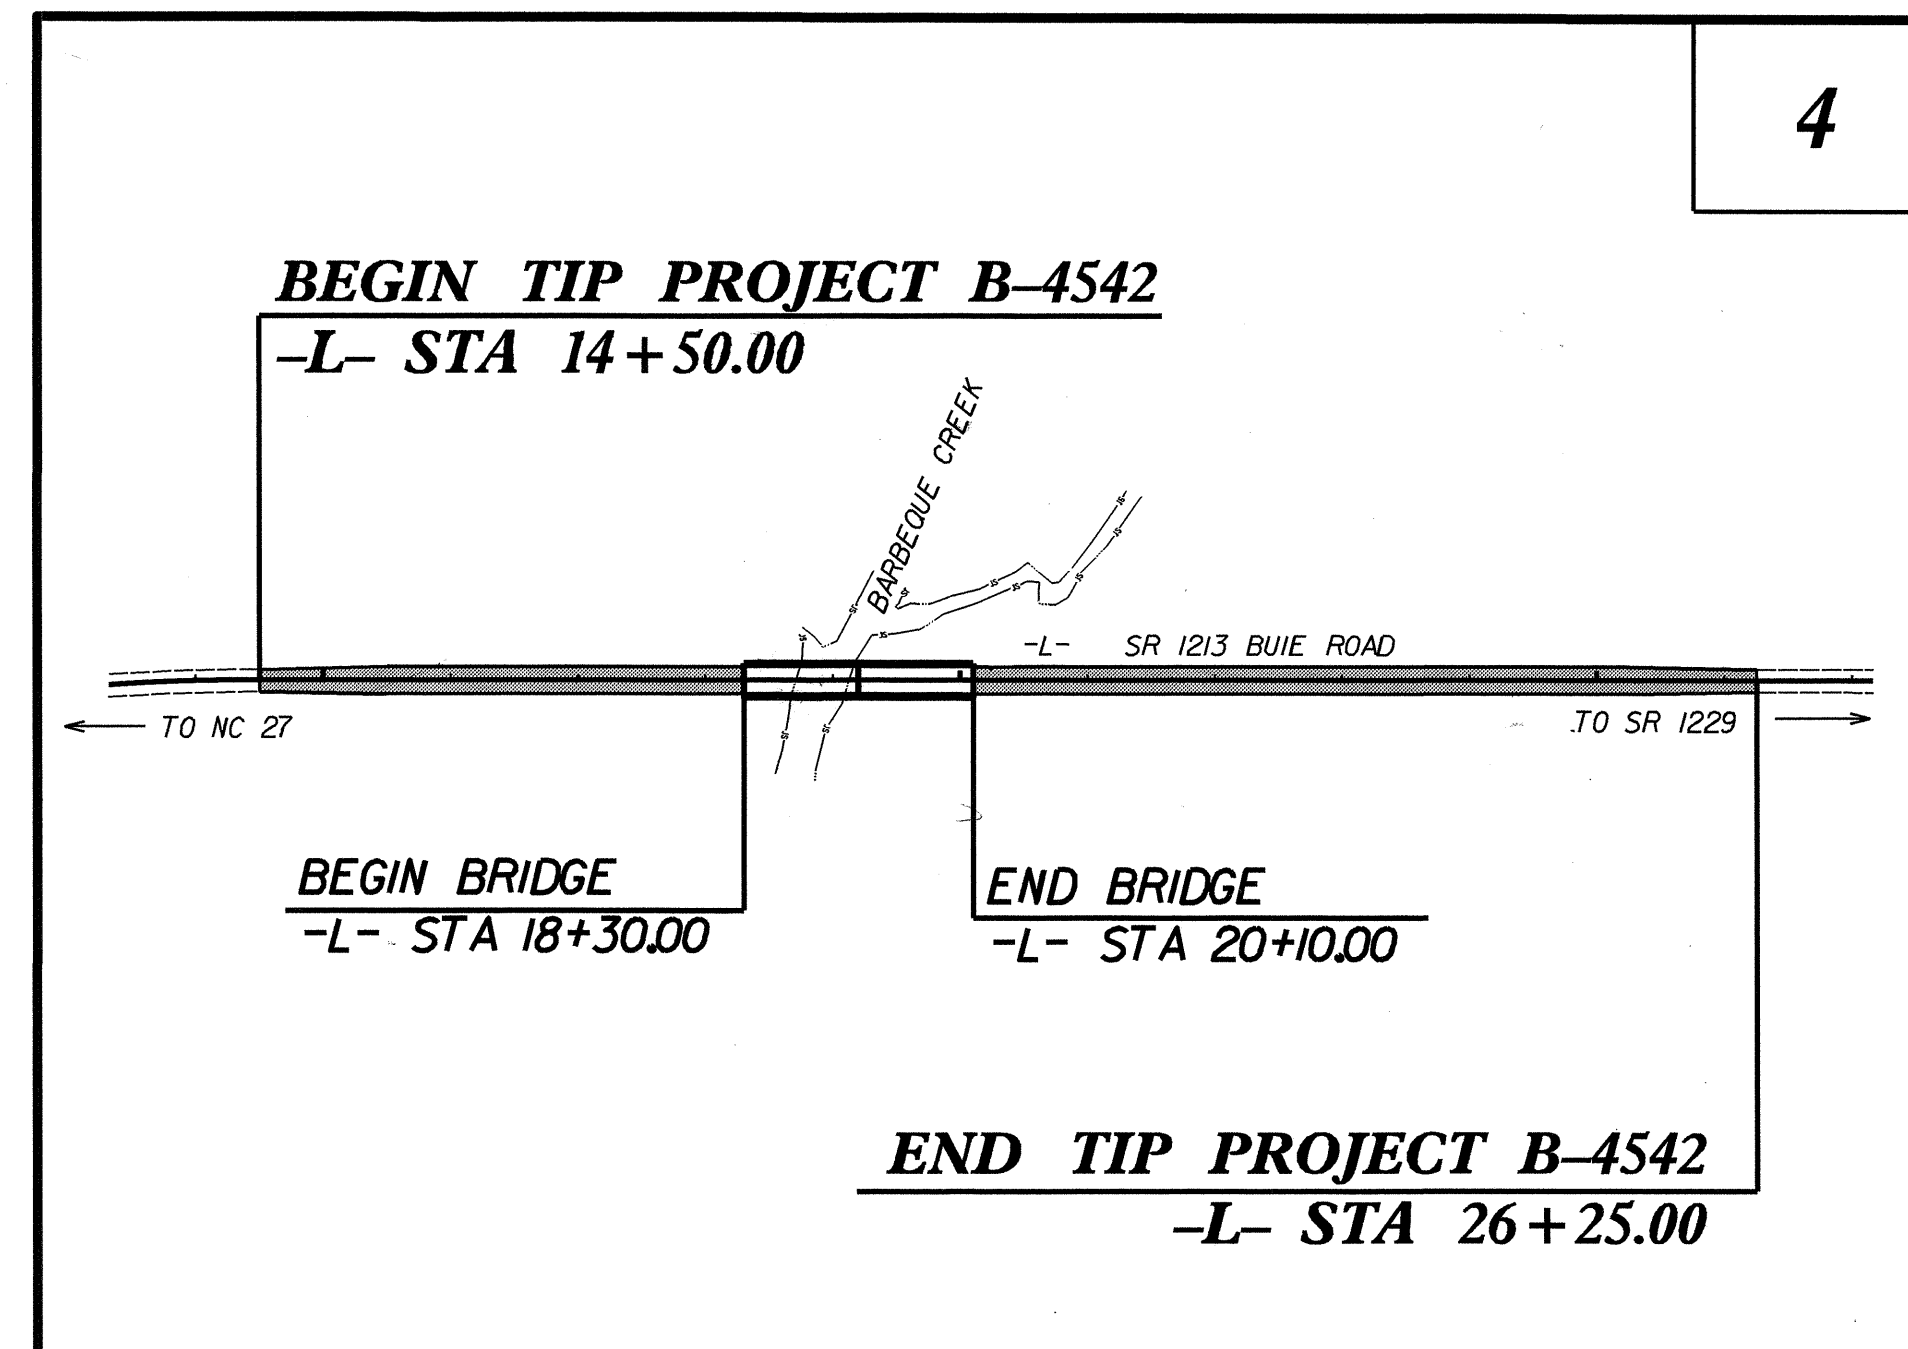 4
BEGIN TIP PROJECT B–4542
–L– STA 14+50.00
BARBEQUE CREEK
-L- SR 1213 BUIE ROAD
TO NC 27
TO SR 1229
BEGIN BRIDGE
-L- STA 18+30.00
END BRIDGE
-L- STA 20+10.00
END TIP PROJECT B–4542
–L– STA 26+25.00